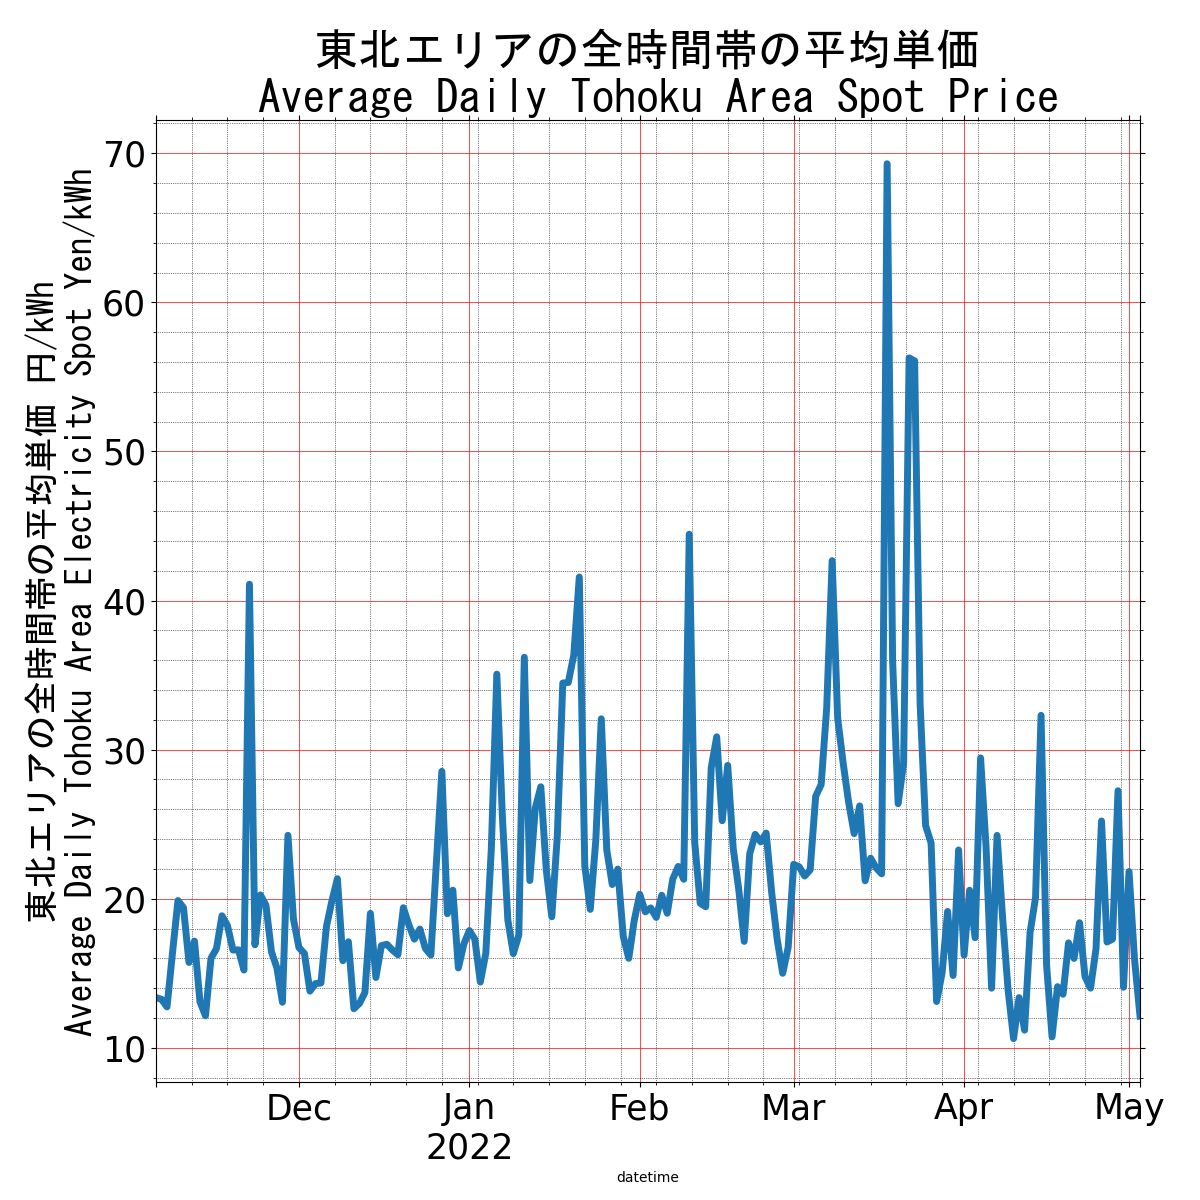 東北エリアの全時間帯の平均単価
Average Daily Tohoku Area Spot Price
東北エリアの全時間帯の平均単価 円/kWh
Average Daily Tohoku Area Electricity Spot Yen/kWh
70
60
50
40
30
20
10
Dec
Jan
2022
Feb
Mar
Apr
May
datetime